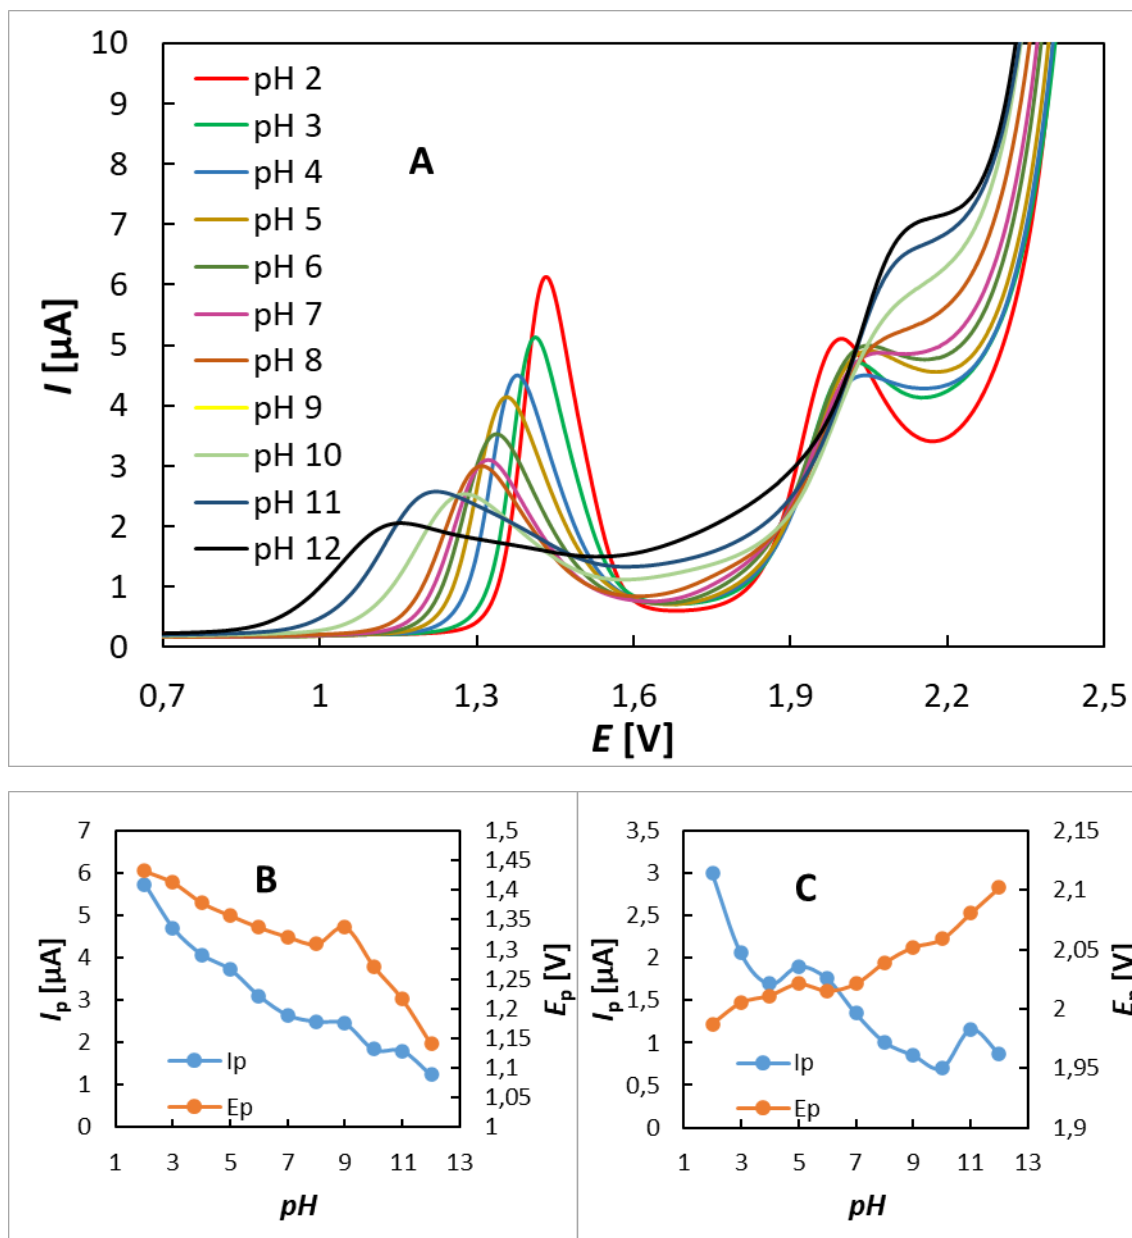 10
9
8
7
6
5
4
3
2
1
0
I [µA]
pH 2
pH 3
pH 4
pH 5
pH 6
pH 7
pH 8
pH 9
pH 10
pH 11
pH 12
A
0,7 1 1,3 1,6 1,9 2,2 2,5
E [V]
7
6
5
4
3
2
1
0
Ip [µA]
B
Ip
Ep
1,5
1,45
1,4
1,35
1,3
1,25
1,2
1,15
1,1
1,05
1
Ep [V]
1 3 5 7 9 11 13
pH
3,5
3
2,5
2
1,5
1
0,5
0
Ip [µA]
C
Ip
Ep
2,15
2,1
2,05
2
1,95
1,9
Ep [V]
1 3 5 7 9 11 13
pH